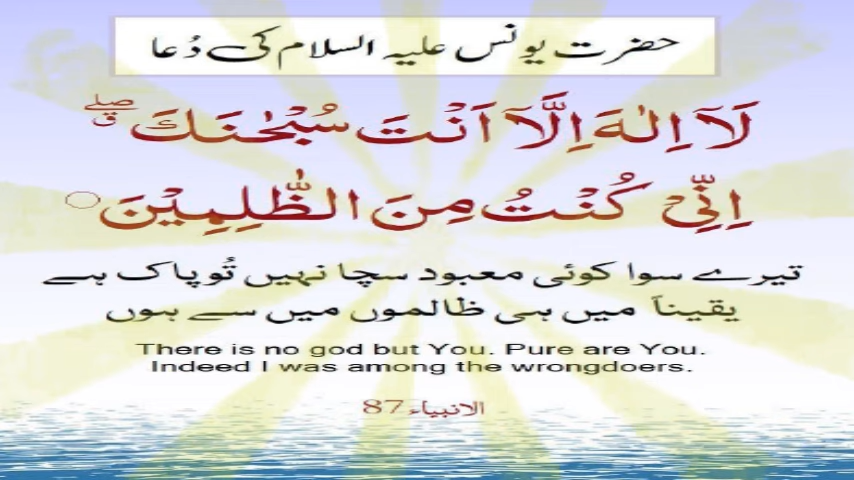 حضرت یونس علیہ السلام کی دُعا
لَآ اِلٰهَ اِلَّآ اَنْتَ سُبْحٰنَكَ ۖق
اِنِّیْ كُنْتُ مِنَ الظّٰلِمِیْنَ ۝
تیرے سوا کوئی معبود سچا نہیں تُو پاک ہے
یقیناً میں ہی ظالموں میں سے ہوں
There is no god but You. Pure are You.
Indeed I was among the wrongdoers.
الانبیاء 87